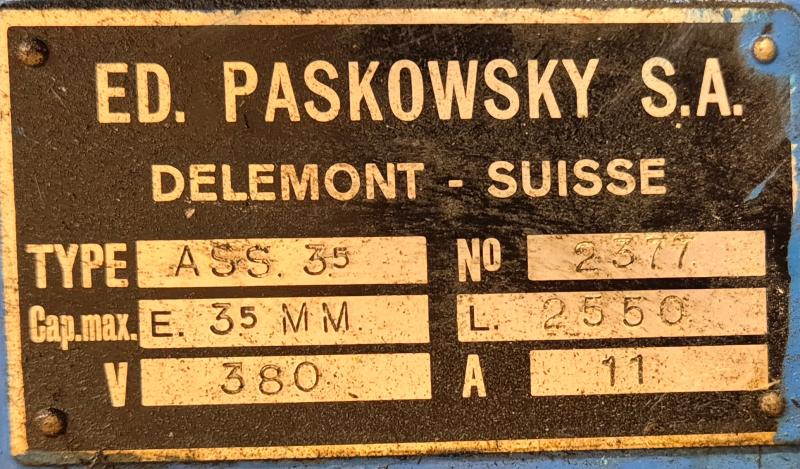 ED. PASKOWSKY S.A.
DELEMONT - SUISSE
TYPE ASS. 35 No 2377
Cap.max. E. 35 MM L. 2550
V 380 A 11